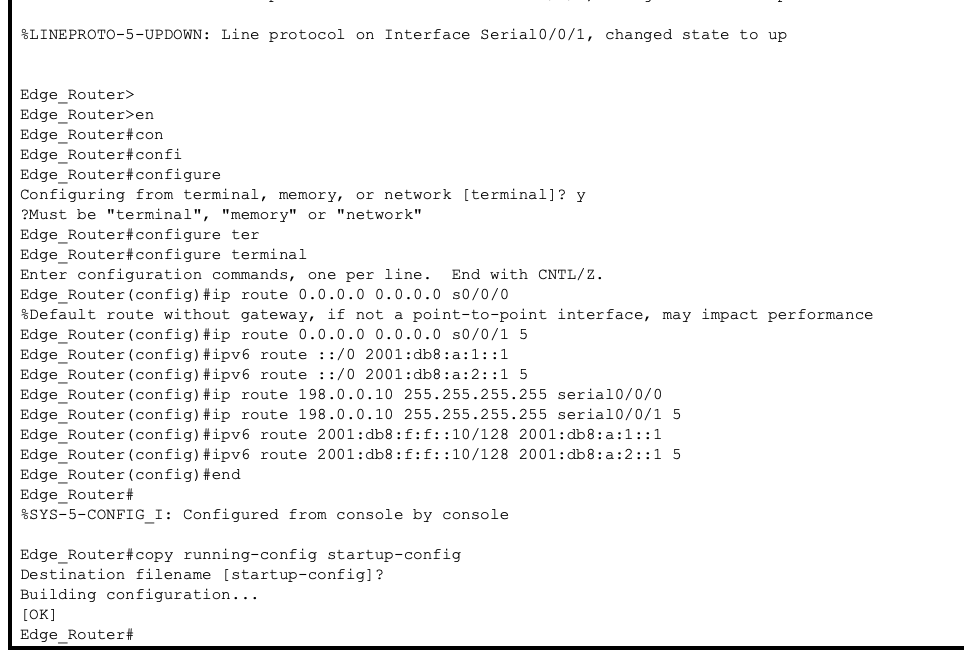 %LINEPROTO-5-UPDOWN: Line protocol on Interface Serial0/0/1, changed state to up
Edge_Router>
Edge_Router>en
Edge_Router#con
Edge_Router#confi
Edge_Router#configure
Configuring from terminal, memory, or network [terminal]? y
?Must be "terminal", "memory" or "network"
Edge_Router#configure ter
Edge_Router#configure terminal
Enter configuration commands, one per line.  End with CNTL/Z.
Edge_Router(config)#ip route 0.0.0.0 0.0.0.0 s0/0/0
%Default route without gateway, if not a point-to-point interface, may impact performance
Edge_Router(config)#ip route 0.0.0.0 0.0.0.0 s0/0/1 5
Edge_Router(config)#ipv6 route ::/0 2001:db8:a:1::1
Edge_Router(config)#ipv6 route ::/0 2001:db8:a:2::1 5
Edge_Router(config)#ip route 198.0.0.10 255.255.255.255 serial0/0/0
Edge_Router(config)#ip route 198.0.0.10 255.255.255.255 serial0/0/1 5
Edge_Router(config)#ipv6 route 2001:db8:f:f::10/128 2001:db8:a:1::1
Edge_Router(config)#ipv6 route 2001:db8:f:f::10/128 2001:db8:a:2::1 5
Edge_Router(config)#end
Edge_Router#
%SYS-5-CONFIG_I: Configured from console by console
Edge_Router#copy running-config startup-config
Destination filename [startup-config]?
Building configuration...
[OK]
Edge_Router#